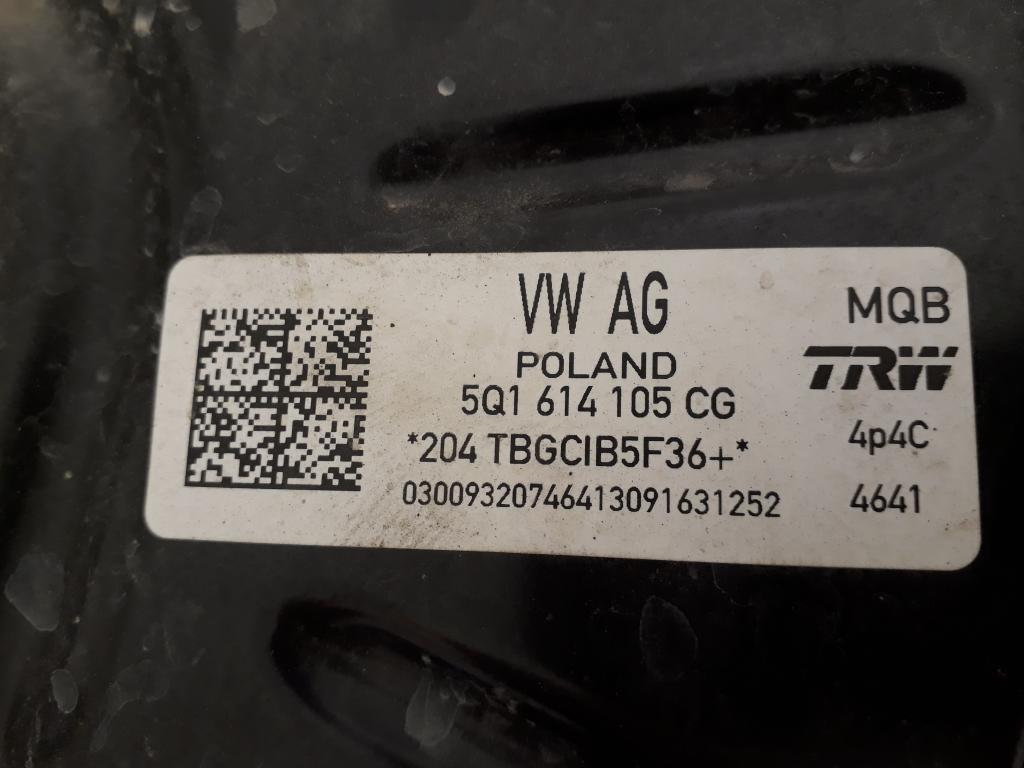 VW AG
MQB
POLAND
TRW
5Q1 614 105 CG
4p4C
*204 TBGCIB5F36+*
03009320746413091631252
4641